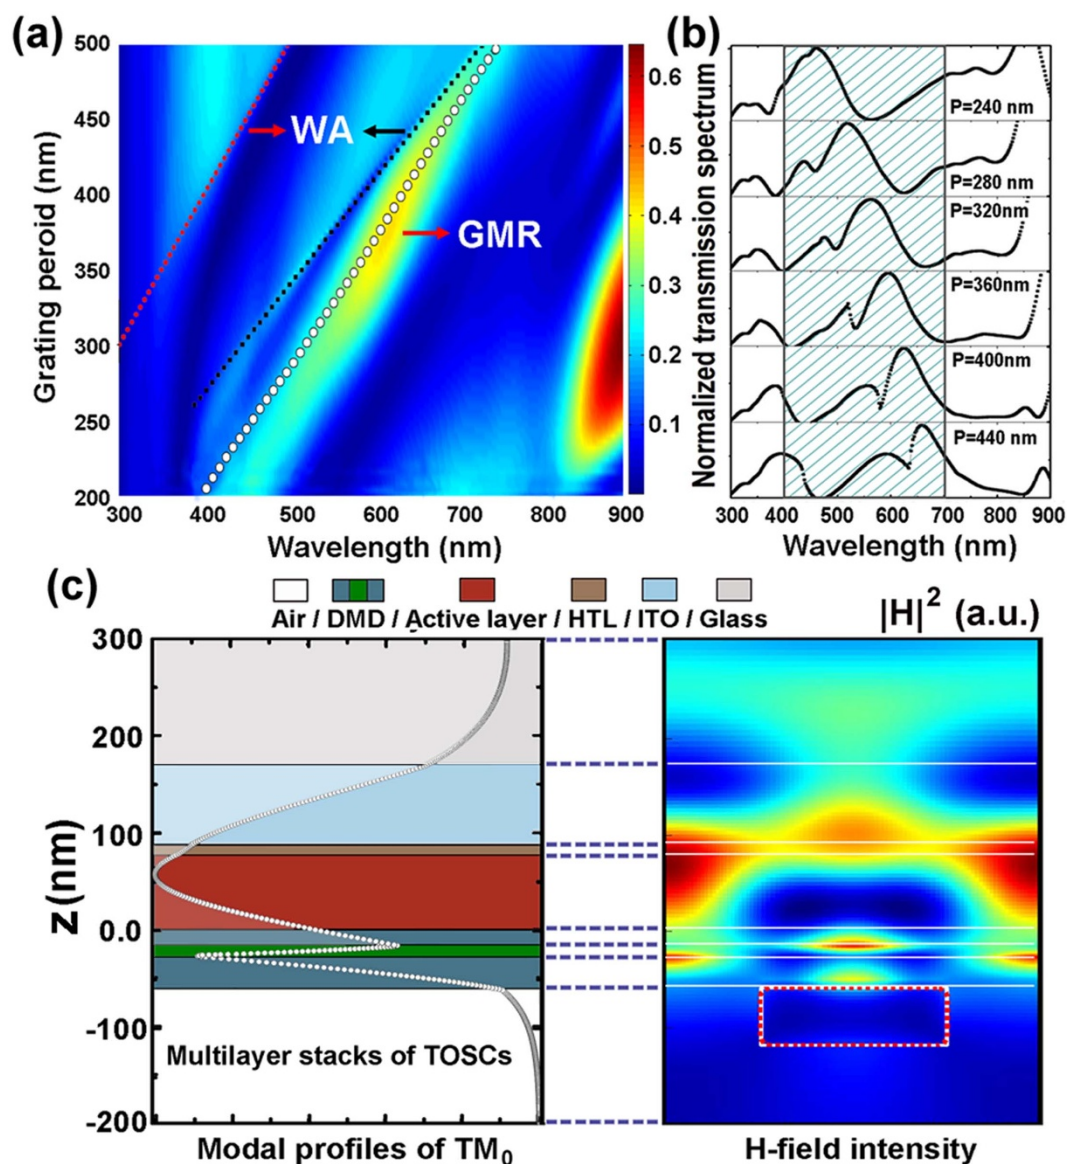 (a)
500
450
400
350
300
250
200
Grating peroid (nm)
WA
GMR
300 400 500 600 700 800 900
Wavelength (nm)
0.6
0.5
0.4
0.3
0.2
0.1
(b)
Normalized transmission spectrum
P=240 nm
P=280 nm
P=320nm
P=360nm
P=400nm
P=440 nm
300 400 500 600 700 800 900
Wavelength (nm)
(c)
Air / DMD / Active layer / HTL / ITO / Glass
|H|² (a.u.)
300
200
100
0.0
-100
-200
z(nm)
Multilayer stacks of TOSCs
Modal profiles of TM₀
H-field intensity